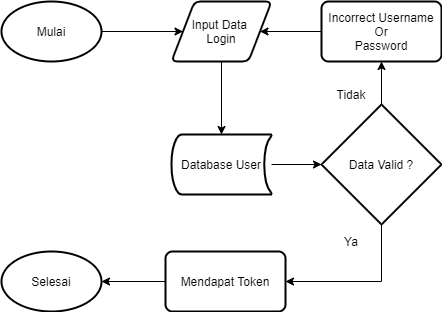 Mulai
Input Data
Login
Incorrect Username
Or
Password
Tidak
Database User
Data Valid ?
Ya
Mendapat Token
Selesai